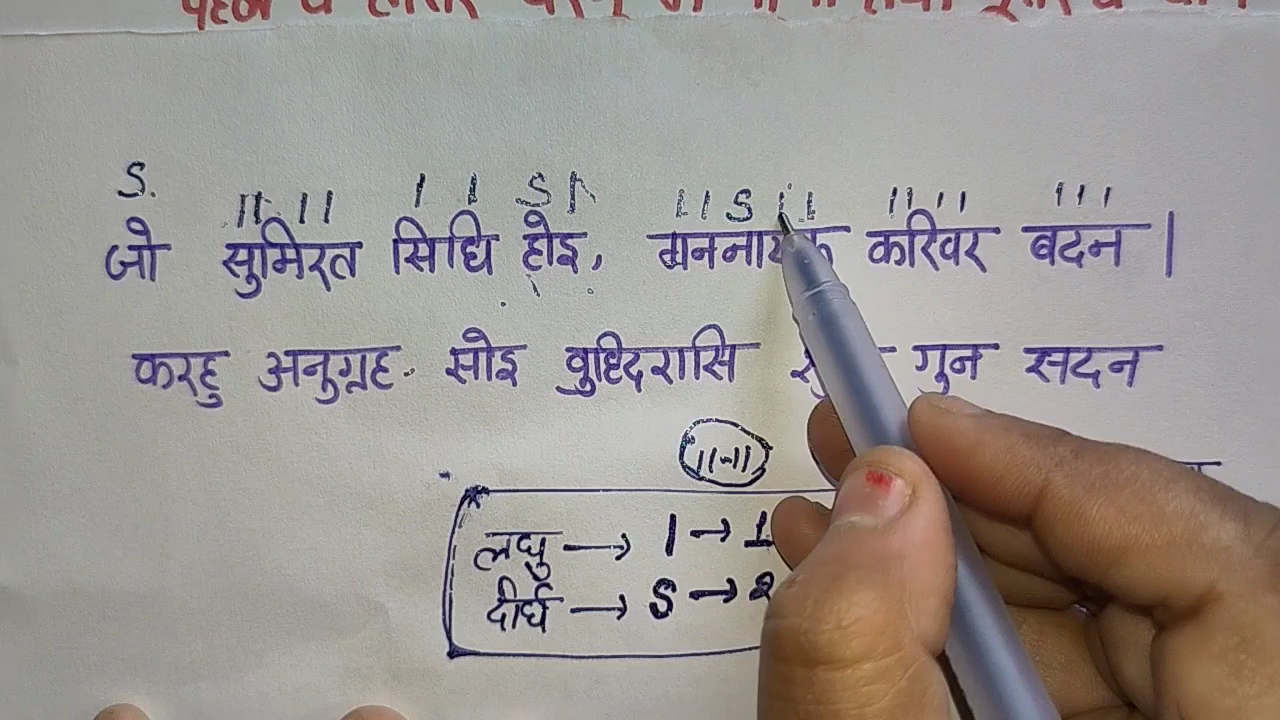 S. ।।।। । । S। ।।S।। ।।।। ।।।
जो सुमिरत सिधि होइ, गननायक करिवर बदन |
करहु अनुग्रह सोइ बुद्धिरासि गुन सदन
॥-॥
लघु → | → 1
दीर्घ → S → 2